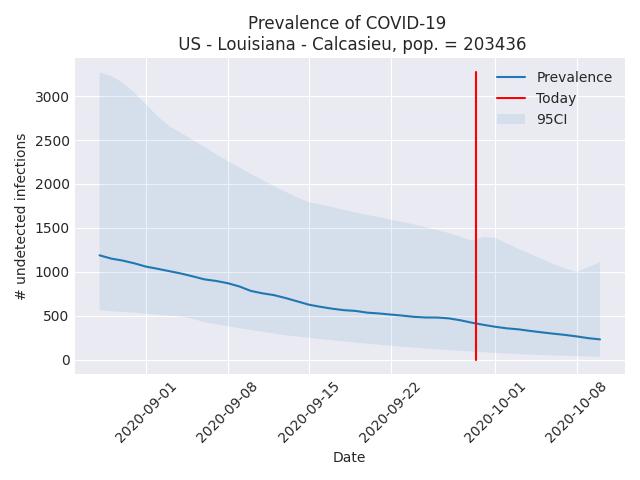 Prevalence of COVID-19
US - Louisiana - Calcasieu, pop. = 203436
Prevalence
Today
95CI
# undetected infections
3000
2500
2000
1500
1000
500
0
2020-09-01
2020-09-08
2020-09-15
2020-09-22
2020-10-01
2020-10-08
Date